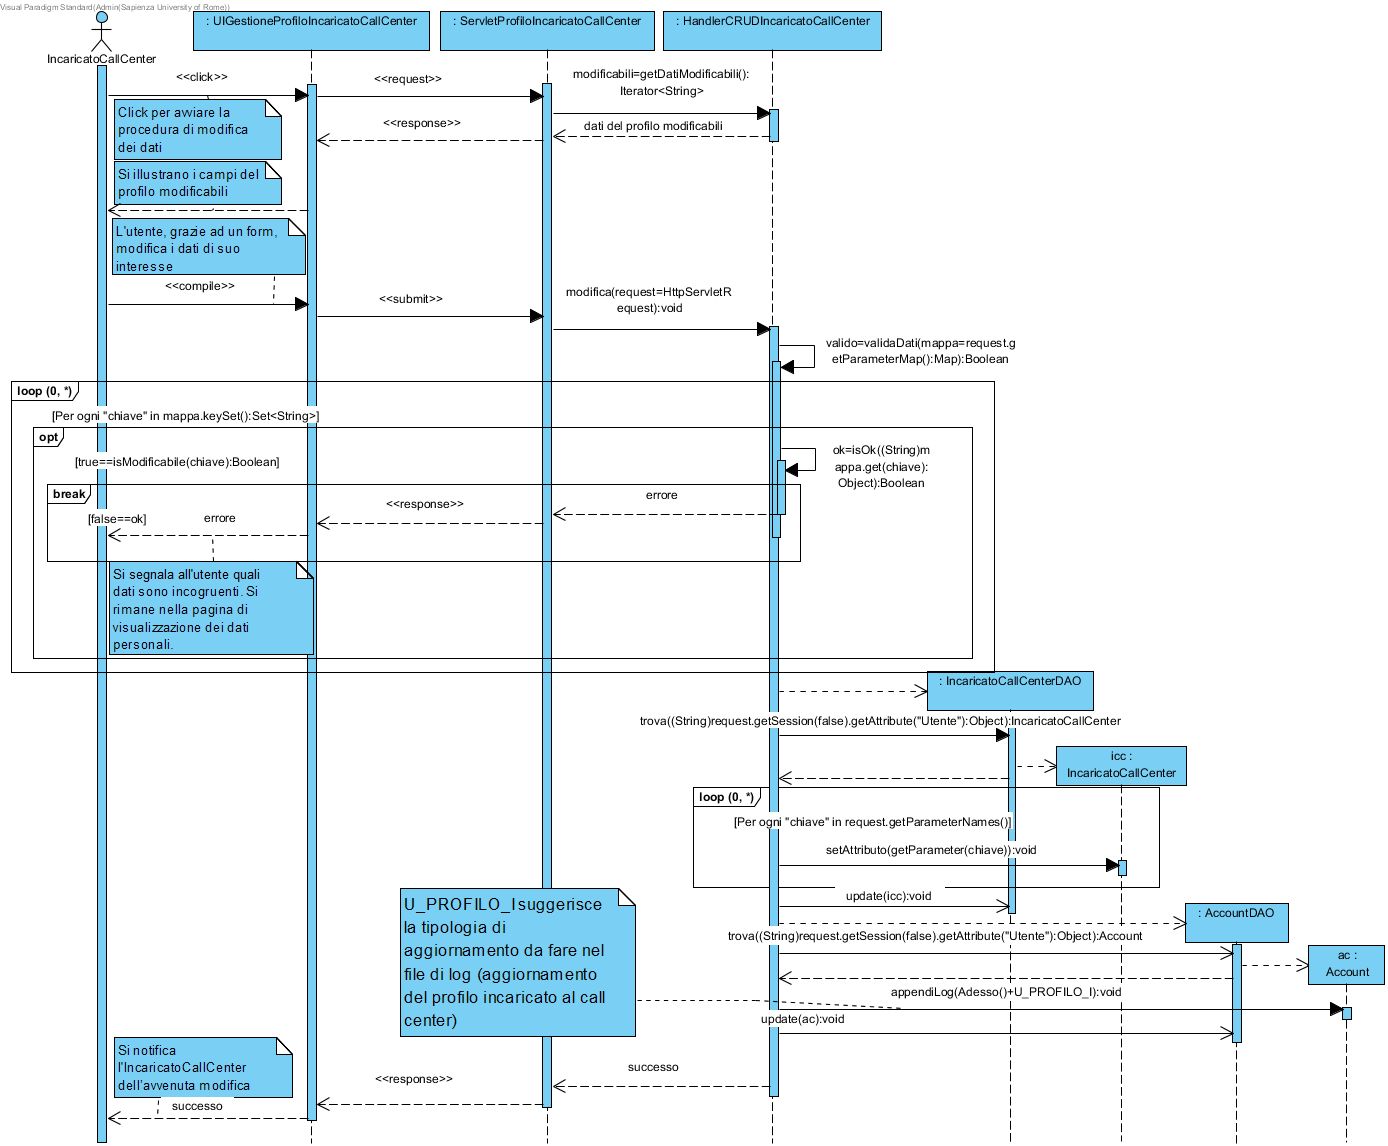 Visual Paradigm Standard(Admin(Sapienza University of Rome))
IncaricatoCallCenter
: UIGestioneProfiloIncaricatoCallCenter
: ServletProfiloIncaricatoCallCenter
: HandlerCRUDIncaricatoCallCenter
<<click>>
<<request>>
modificabili=getDatiModificabili():
Iterator<String>
Click per avviare la
procedura di modifica
dei dati
<<response>>
dati del profilo modificabili
Si illustrano i campi del
profilo modificabili
L'utente, grazie ad un form,
modifica i dati di suo
interesse
<<compile>>
<<submit>>
modifica(request=HttpServletR
equest):void
valido=validaDati(mappa=request.g
etParameterMap():Map):Boolean
loop (0, *)
[Per ogni "chiave" in mappa.keySet():Set<String>]
opt
[true==isModificabile(chiave):Boolean]
ok=isOk((String)m
appa.get(chiave):
Object):Boolean
break
[false==ok]
errore
<<response>>
errore
Si segnala all'utente quali
dati sono incogruenti. Si
rimane nella pagina di
visualizzazione dei dati
personali.
: IncaricatoCallCenterDAO
trova((String)request.getSession(false).getAttribute("Utente"):Object):IncaricatoCallCenter
icc :
IncaricatoCallCenter
loop (0, *)
[Per ogni "chiave" in request.getParameterNames()]
setAttributo(getParameter(chiave)):void
update(icc):void
U_PROFILO_I suggerisce
la tipologia di
aggiornamento da fare nel
file di log (aggiornamento
del profilo incaricato al call
center)
: AccountDAO
trova((String)request.getSession(false).getAttribute("Utente"):Object):Account
ac :
Account
appendiLog(Adesso()+U_PROFILO_I):void
update(ac):void
Si notifica
l'IncaricatoCallCenter
dell'avvenuta modifica
successo
<<response>>
successo